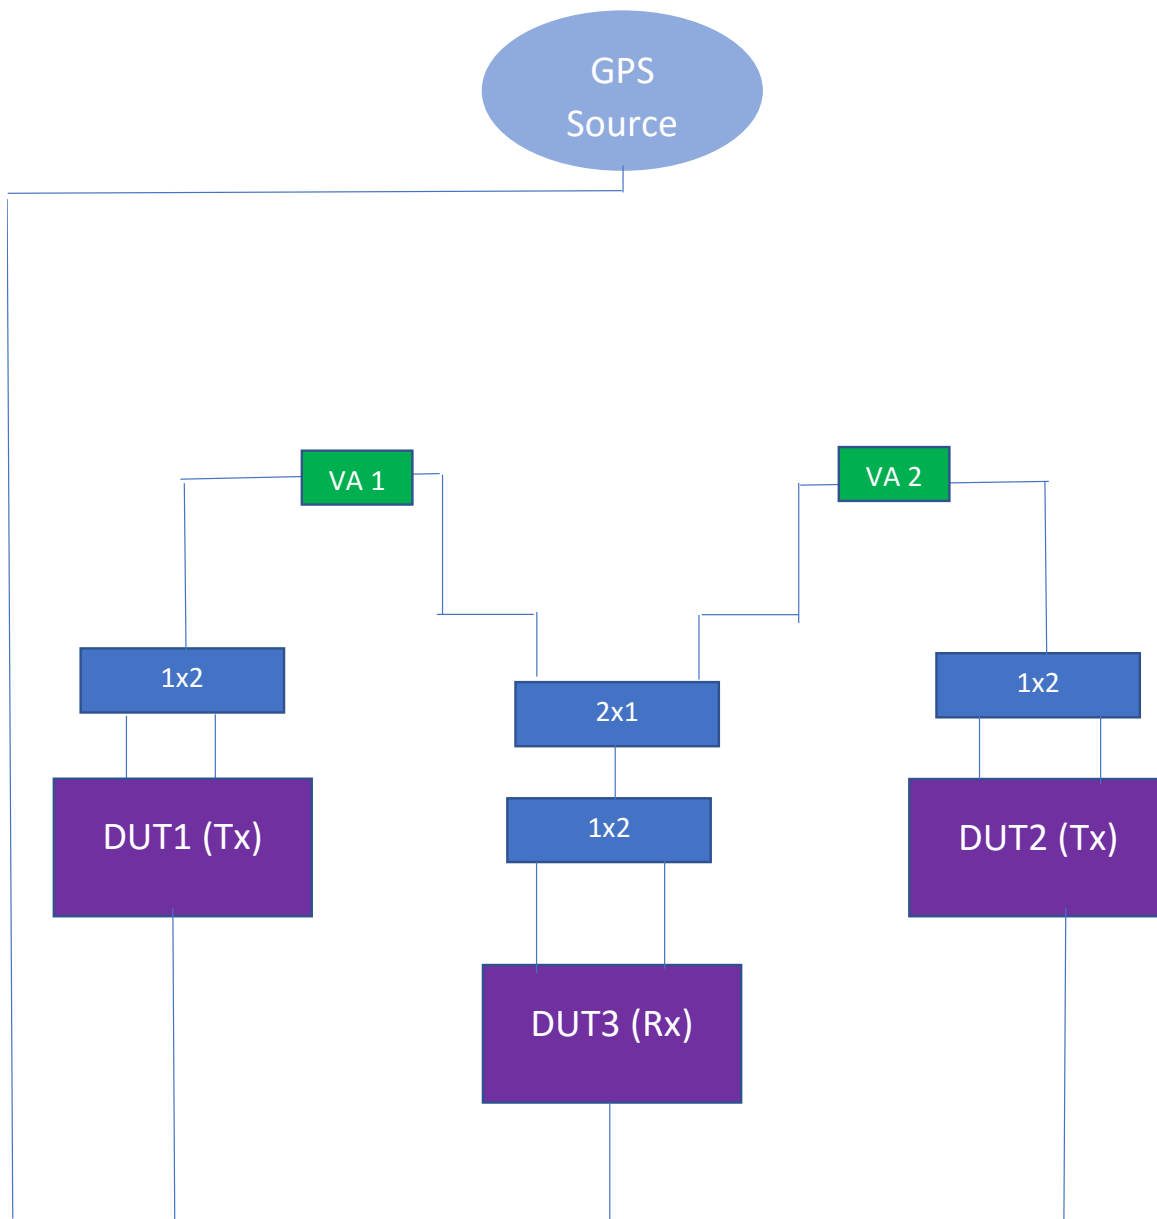 GPS
Source
VA 1
VA 2
1x2
1x2
2x1
1x2
DUT1 (Tx)
DUT2 (Tx)
DUT3 (Rx)